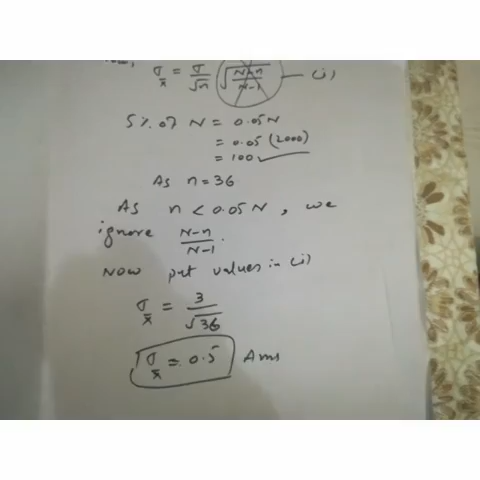 Now,
σx̄ = σ/√n √(N-n)/(N-1) — (i)
5% of N = 0.05N
= 0.05 (2000)
= 100
As n = 36
As n < 0.05N, we
ignore N-n/N-1.
Now put values in (i)
σx̄ = 3/√36
σx̄ = 0.5 Ans